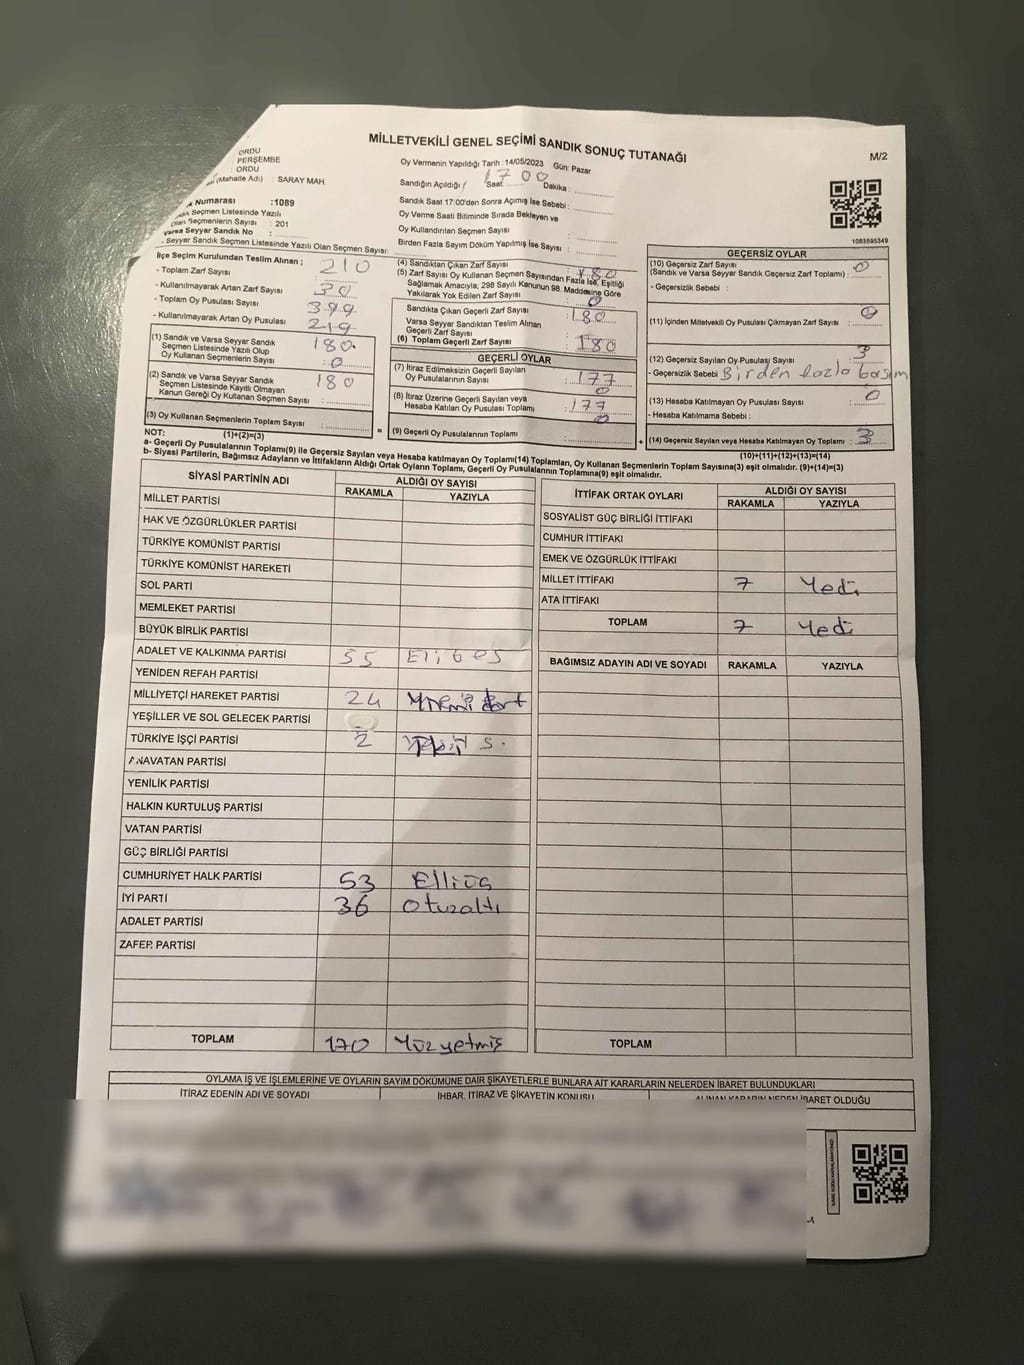 MİLLETVEKİLİ GENEL SEÇİMİ SANDIK SONUÇ TUTANAĞI
M/2
ORDU
PERŞEMBE
ORDU
(Mahalle Adı) : SARAY MAH.
Numarası :1089
Seçmen Listesinde Yazılı
Olan Seçmenlerin Sayısı : 201
Varsa Seyyar Sandık No :
- Seyyar Sandık Seçmen Listesinde Yazılı Olan Seçmen Sayısı:
Oy Vermenin Yapıldığı Tarih :14/05/2023 Gün: Pazar
Sandığın Açıldığı / Saat: 17 00 Dakika :
Sandık Saat 17:00'den Sonra Açımış İse Sebebi :
Oy Verme Saati Bitiminde Sırada Bekleyen ve
Oy Kullandırılan Seçmen Sayısı :
Birden Fazla Sayım Döküm Yapılmış İse Sayısı :
1083595349
İlçe Seçim Kurulundan Teslim Alınan ;
- Toplam Zarf Sayısı : 210
- Kullanılmayarak Artan Zarf Sayısı : 30
- Toplam Oy Pusulası Sayısı : 399
- Kullanılmayarak Artan Oy Pusulası : 219
(1) Sandık ve Varsa Seyyar Sandık
Seçmen Listesinde Yazılı Olup
Oy Kullanan Seçmenlerin Sayısı
180
: 0
(2) Sandık ve Varsa Seyyar Sandık
Seçmen Listesinde Kayıtlı Olmayan
Kanun Gereği Oy Kullanan Seçmen Sayısı :
180
(3) Oy Kullanan Seçmenlerin Toplam Sayısı :
(1)+(2)=(3)
(4) Sandıktan Çıkan Zarf Sayısı : 180
(5) Zarf Sayısı Oy Kullanan Seçmen Sayısından Fazla İse, Eşitliği
Sağlamak Amacıyla; 298 Sayılı Kanunun 98. Maddesine Göre
Yakılarak Yok Edilen Zarf Sayısı : 0
Sandıkta Çıkan Geçerli Zarf Sayısı : 180
Varsa Seyyar Sandıktan Teslim Alınan
Geçerli Zarf Sayısı :
(6) Toplam Geçerli Zarf Sayısı : 180
GEÇERLİ OYLAR
(7) İtiraz Edilmeksizin Geçerli Sayılan
Oy Pusulalarının Sayısı : 177
0
(8) İtiraz Üzerine Geçerli Sayılan veya
Hesaba Katılan Oy Pusulası Toplamı : 177
0
= (9) Geçerli Oy Pusulalarının Toplamı :
+
GEÇERSİZ OYLAR
(10) Geçersiz Zarf Sayısı
(Sandık ve Varsa Seyyar Sandık Geçersiz Zarf Toplamı) : 0
- Geçersizlik Sebebi :
(11) İçinden Milletvekili Oy Pusulası Çıkmayan Zarf Sayısı : 0
(12) Geçersiz Sayılan Oy Pusulası Sayısı : 3
- Geçersizlik Sebebi Birden fazla basım
(13) Hesaba Katılmayan Oy Pusulası Sayısı : 0
- Hesaba Katılmama Sebebi :
(14) Geçersiz Sayılan veya Hesaba Katılmayan Oy Toplamı : 3
(10)+(11)+(12)+(13)=(14)
NOT:
a- Geçerli Oy Pusulalarının Toplamı(9) ile Geçersiz Sayılan veya Hesaba katılmayan Oy Toplamı(14) Toplamları, Oy Kullanan Seçmenlerin Toplam Sayısına(3) eşit olmalıdır. (9)+(14)=(3)
b- Siyasi Partilerin, Bağımsız Adayların ve İttifakların Aldığı Ortak Oyların Toplamı, Geçerli Oy Pusulalarının Toplamına(9) eşit olmalıdır.
SİYASİ PARTİNİN ADI ALDIĞI OY SAYISI
RAKAMLA YAZIYLA
MİLLET PARTİSİ
HAK VE ÖZGÜRLÜKLER PARTİSİ
TÜRKİYE KOMÜNİST PARTİSİ
TÜRKİYE KOMÜNİST HAREKETİ
SOL PARTİ
MEMLEKET PARTİSİ
BÜYÜK BİRLİK PARTİSİ
ADALET VE KALKINMA PARTİSİ 55 Elibeş
YENİDEN REFAH PARTİSİ
MİLLİYETÇİ HAREKET PARTİSİ 24
YEŞİLLER VE SOL GELECEK PARTİSİ
TÜRKİYE İŞÇİ PARTİSİ 2
ANAVATAN PARTİSİ
YENİLİK PARTİSİ
HALKIN KURTULUŞ PARTİSİ
VATAN PARTİSİ
GÜÇ BİRLİĞİ PARTİSİ
CUMHURİYET HALK PARTİSİ 53 Elliüç
İYİ PARTİ 36 Otuzaltı
ADALET PARTİSİ
ZAFER PARTİSİ
TOPLAM 170 Yüzyetmiş
İTTİFAK ORTAK OYLARI ALDIĞI OY SAYISI
RAKAMLA YAZIYLA
SOSYALİST GÜÇ BİRLİĞİ İTTİFAKI
CUMHUR İTTİFAKI
EMEK VE ÖZGÜRLÜK İTTİFAKI
MİLLET İTTİFAKI 7 Yedi
ATA İTTİFAKI
TOPLAM 7 Yedi
BAĞIMSIZ ADAYIN ADI VE SOYADI RAKAMLA YAZIYLA
TOPLAM
OYLAMA İŞ VE İŞLEMLERİNE VE OYLARIN SAYIM DÖKÜMÜNE DAİR ŞİKAYETLERLE BUNLARA AİT KARARLARIN NELERDEN İBARET BULUNDUKLARI
İTİRAZ EDENİN ADI VE SOYADI İHBAR, İTİRAZ VE ŞİKAYETİN KONUSU ALINAN KARARIN NEDEN İBARET OLDUĞU